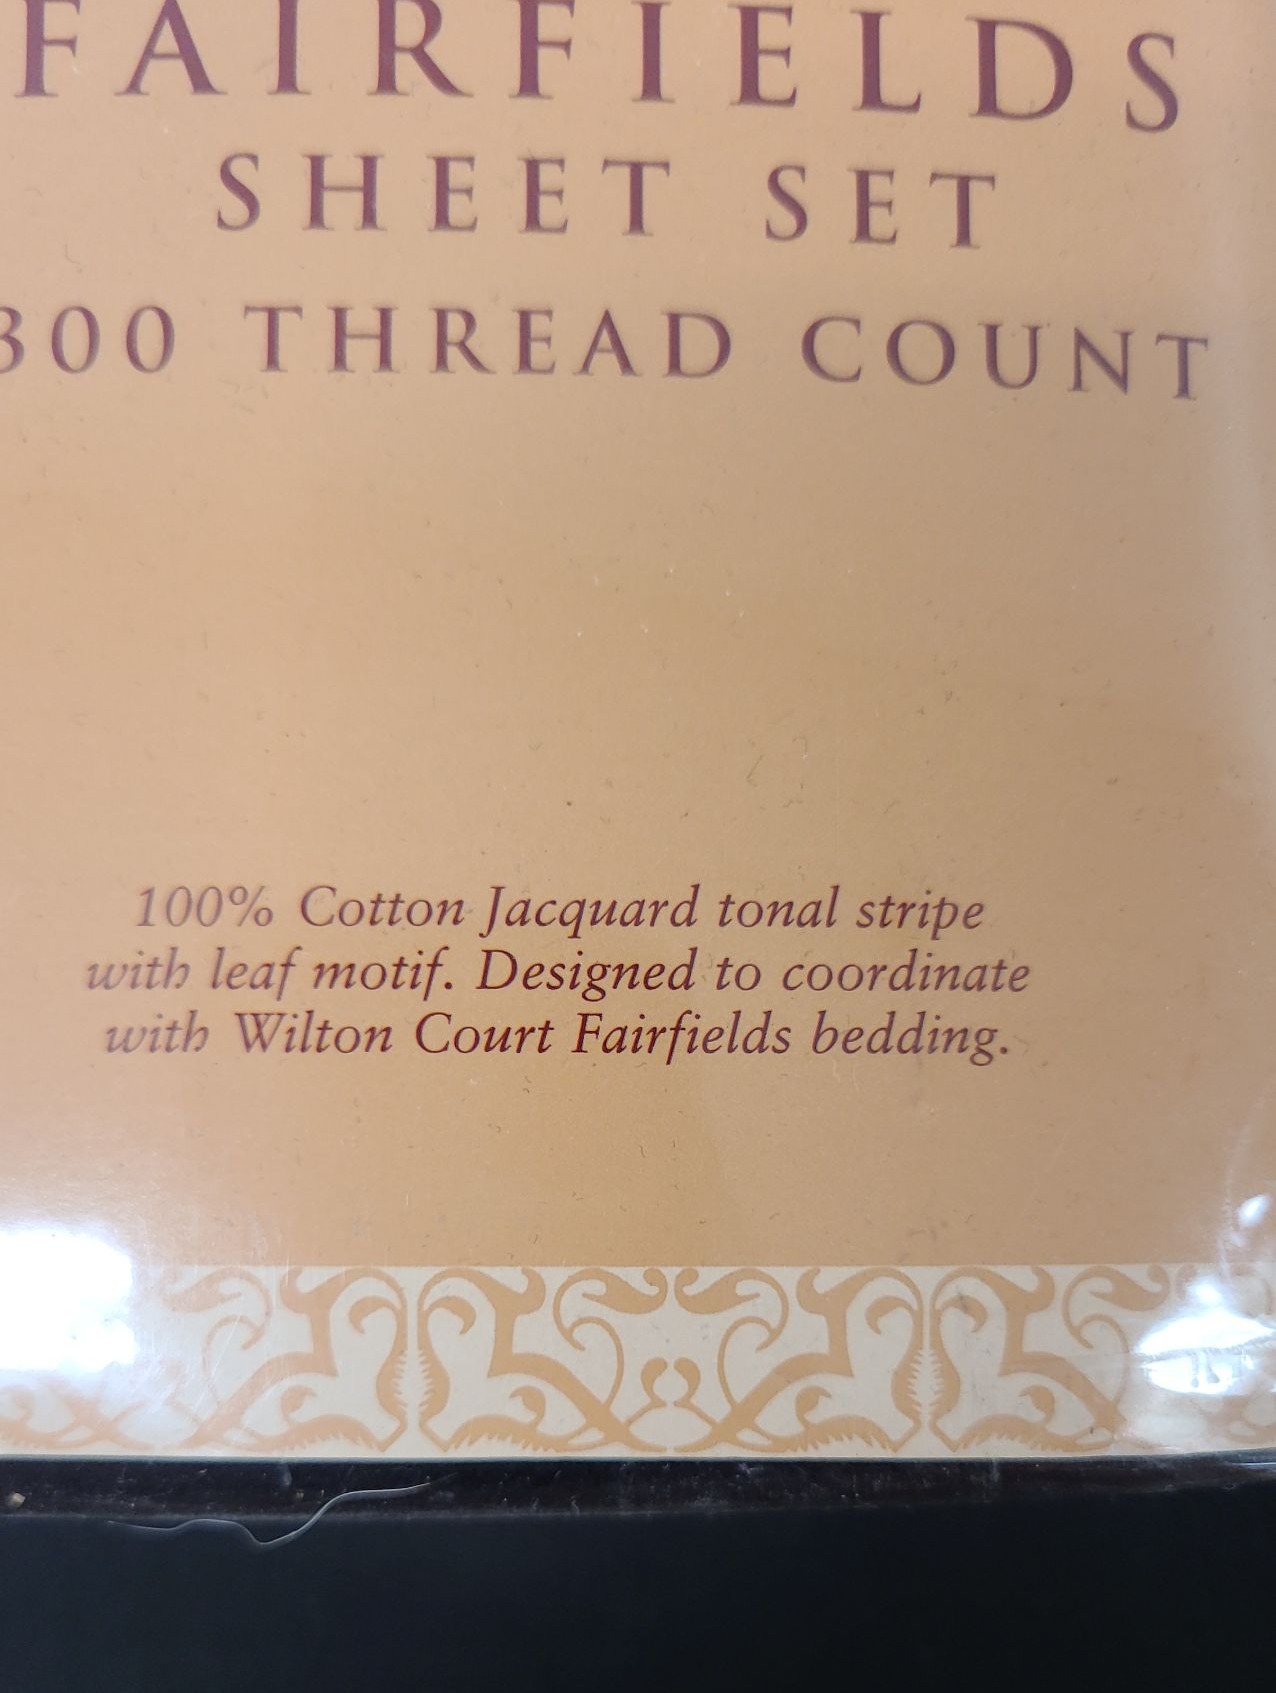 FAIRFIELDS
SHEET SET
300 THREAD COUNT
100% Cotton Jacquard tonal stripe
with leaf motif. Designed to coordinate
with Wilton Court Fairfields bedding.